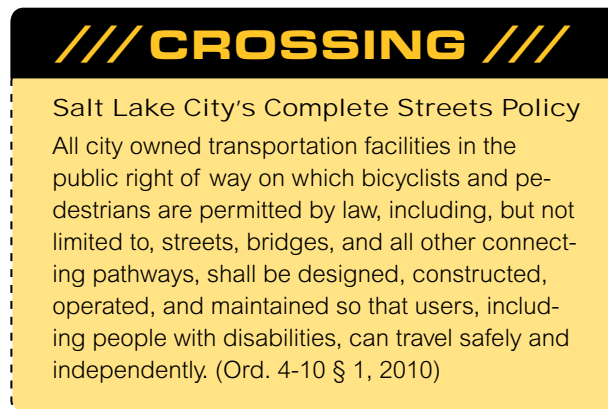 /// CROSSING ///
Salt Lake City's Complete Streets Policy
All city owned transportation facilities in the
public right of way on which bicyclists and pe-
destrians are permitted by law, including, but not
limited to, streets, bridges, and all other connect-
ing pathways, shall be designed, constructed,
operated, and maintained so that users, includ-
ing people with disabilities, can travel safely and
independently. (Ord. 4-10 § 1, 2010)